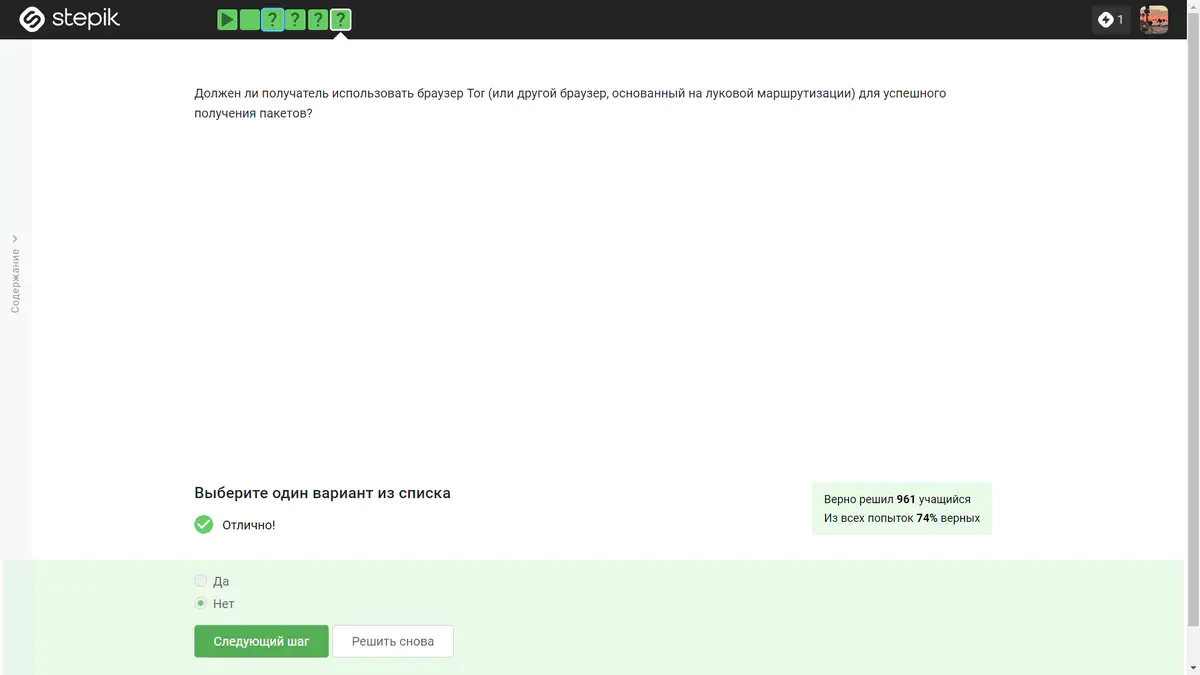 stepik
?
?
?
?
1
Должен ли получатель использовать браузер Tor (или другой браузер, основанный на луковой маршрутизации) для успешного
получения пакетов?
Содержание
Выберите один вариант из списка
Отлично!
Верно решил 961 учащийся
Из всех попыток 74% верных
Да
Нет
Следующий шаг
Решить снова